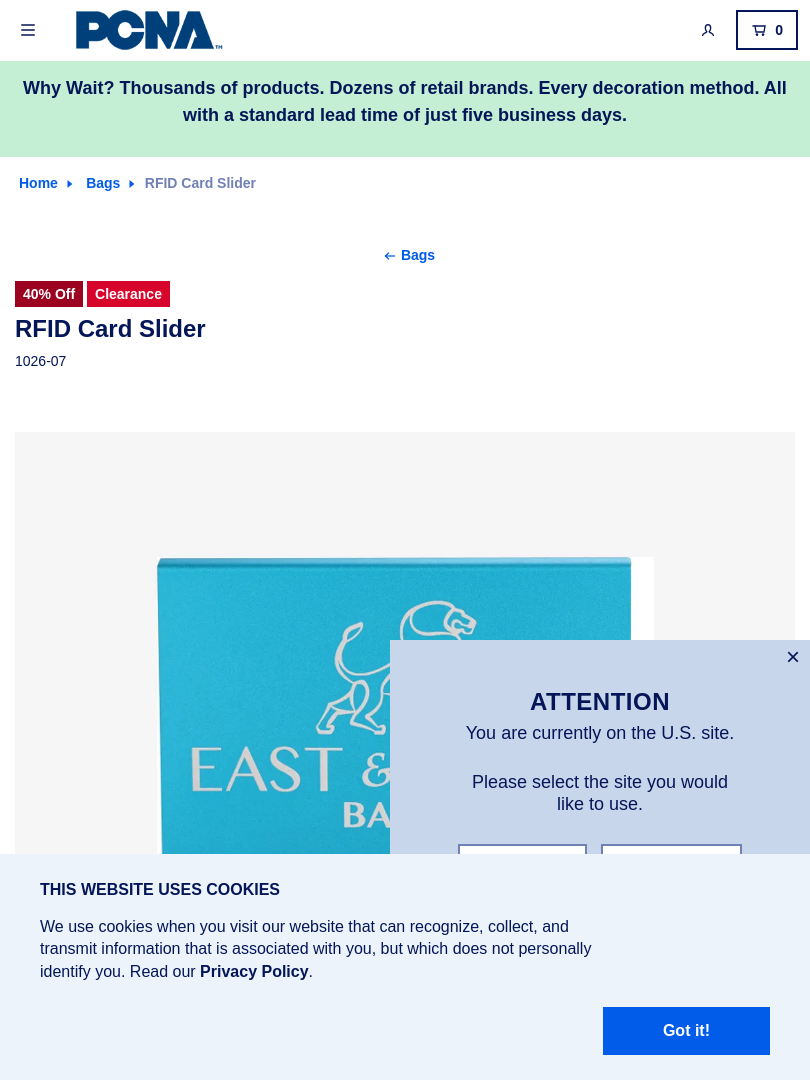 PCNA™
0
Why Wait? Thousands of products. Dozens of retail brands. Every decoration method. All
with a standard lead time of just five business days.
Home Bags RFID Card Slider
← Bags
40% Off Clearance
RFID Card Slider
1026-07
EAST &
BA
ATTENTION
You are currently on the U.S. site.
Please select the site you would
like to use.
THIS WEBSITE USES COOKIES
We use cookies when you visit our website that can recognize, collect, and
transmit information that is associated with you, but which does not personally
identify you. Read our Privacy Policy.
Got it!